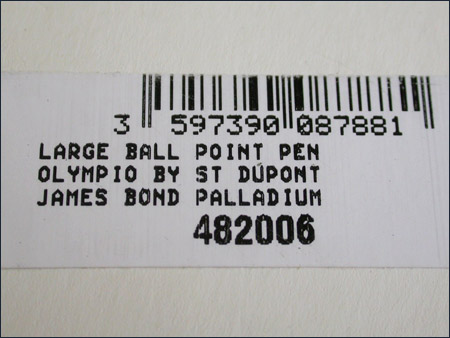 3 597390 087881
LARGE BALL POINT PEN
OLYMPIO BY ST DUPONT
JAMES BOND PALLADIUM
482006